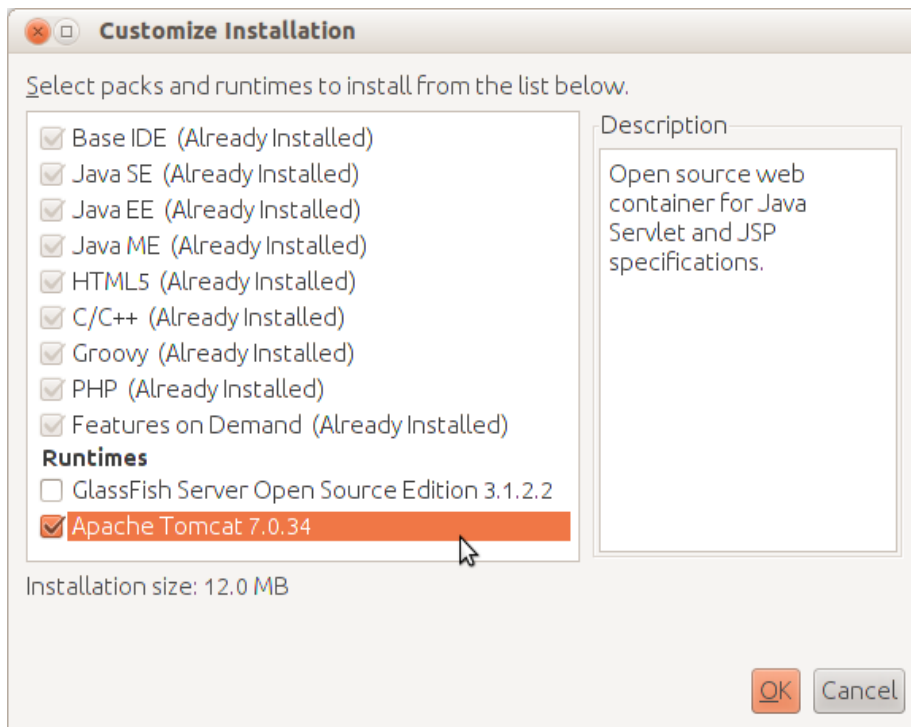 Customize Installation
Select packs and runtimes to install from the list below.
Base IDE (Already Installed)
Java SE (Already Installed)
Java EE (Already Installed)
Java ME (Already Installed)
HTML5 (Already Installed)
C/C++ (Already Installed)
Groovy (Already Installed)
PHP (Already Installed)
Features on Demand (Already Installed)
Runtimes
GlassFish Server Open Source Edition 3.1.2.2
Apache Tomcat 7.0.34
Description
Open source web
container for Java
Servlet and JSP
specifications.
Installation size: 12.0 MB
OK
Cancel